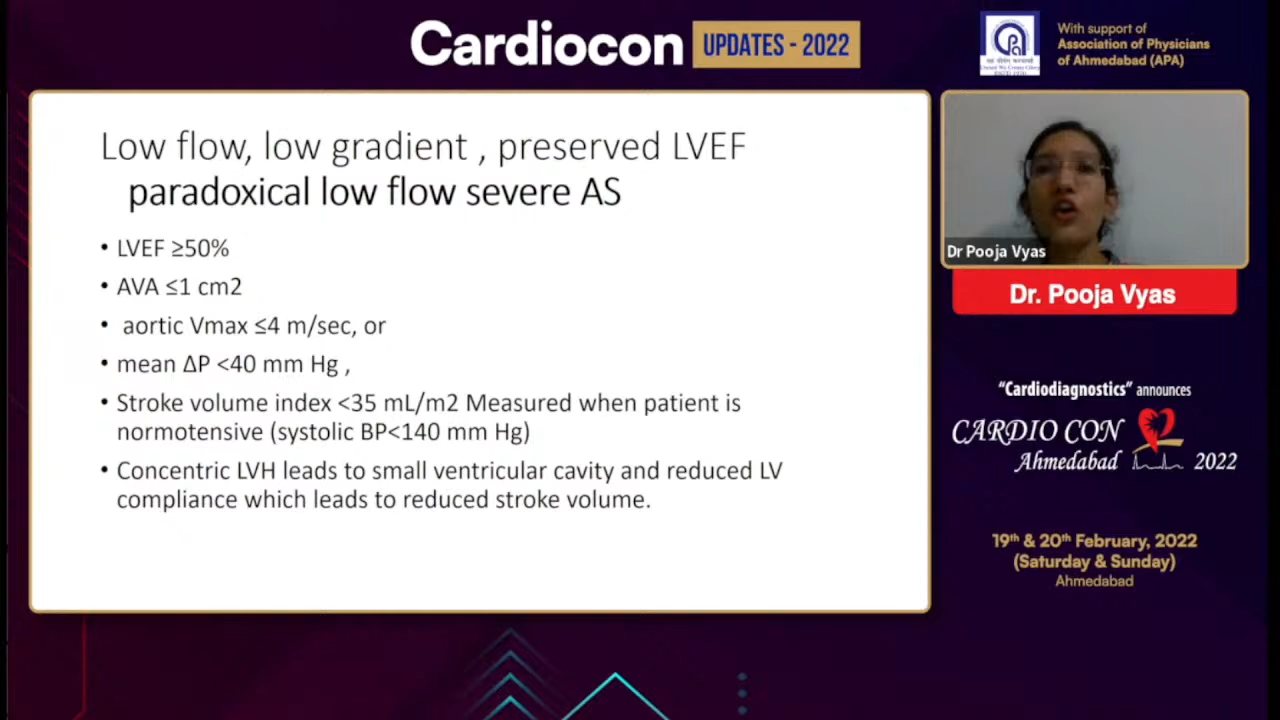 Cardiocon UPDATES - 2022
With support of
Association of Physicians
of Ahmedabad (APA)
Low flow, low gradient , preserved LVEF
paradoxical low flow severe AS
• LVEF ≥50%
• AVA ≤1 cm2
• aortic Vmax ≤4 m/sec, or
• mean ΔP <40 mm Hg ,
• Stroke volume index <35 mL/m2 Measured when patient is
normotensive (systolic BP<140 mm Hg)
• Concentric LVH leads to small ventricular cavity and reduced LV
compliance which leads to reduced stroke volume.
Dr Pooja Vyas
Dr. Pooja Vyas
"Cardiodiagnostics" announces
CARDIO CON
Ahmedabad 2022
19th & 20th February, 2022
(Saturday & Sunday)
Ahmedabad